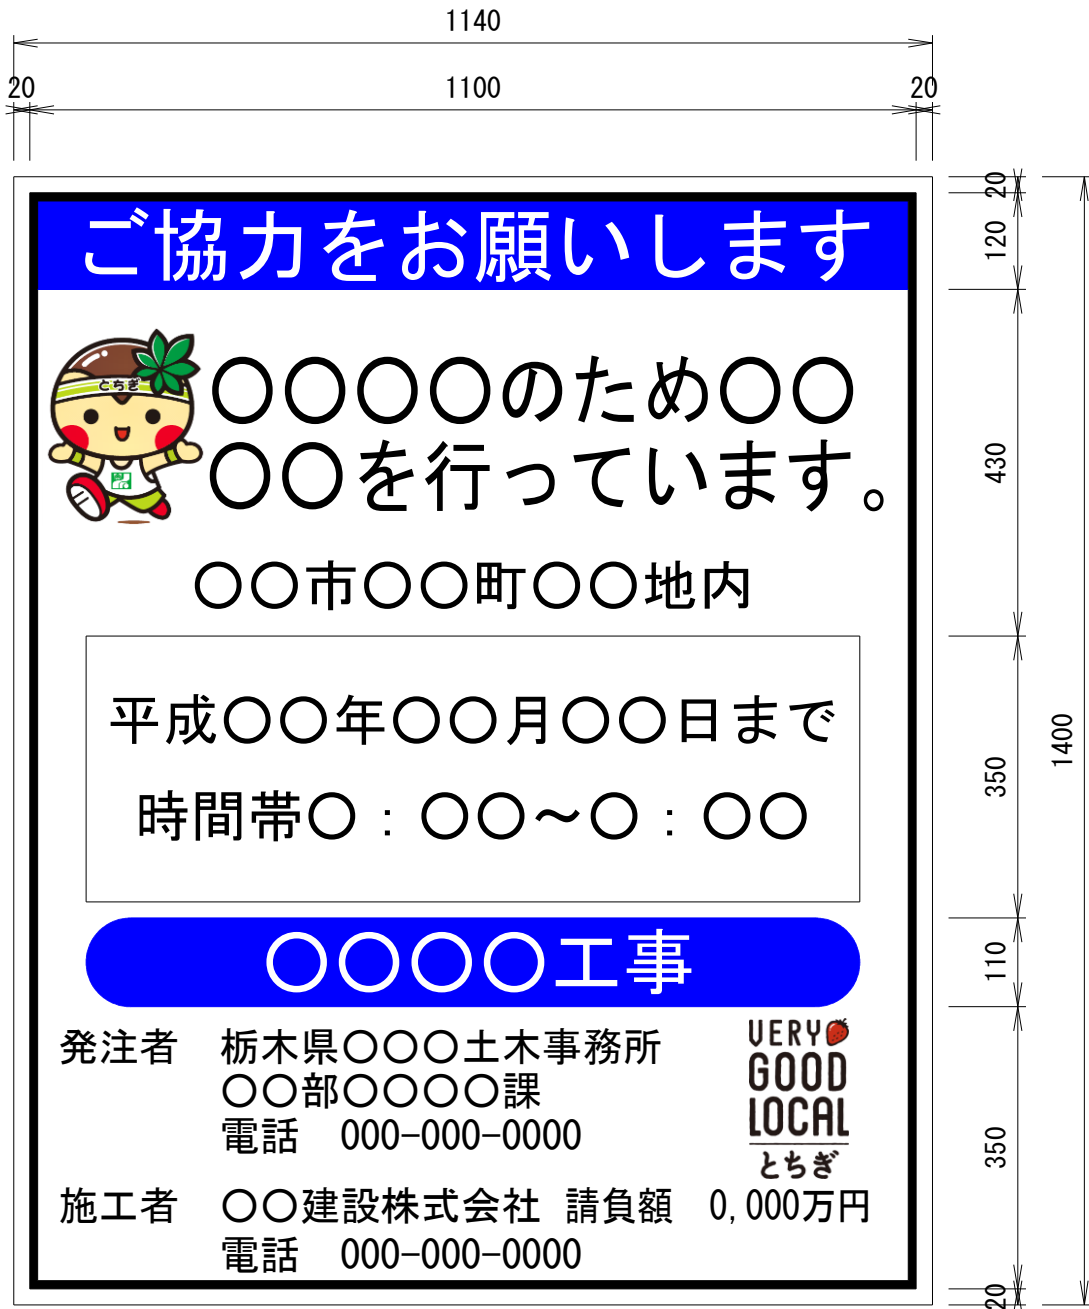 1140
20 1100 20
20
ご協力をお願いします
120
とちぎ
〇〇〇〇のため〇〇
〇〇を行っています。
430
〇〇市〇〇町〇〇地内
平成〇〇年〇〇月〇〇日まで
1400
時間帯〇：〇〇～〇：〇〇
350
〇〇〇〇工事
110
発注者 栃木県〇〇〇土木事務所
〇〇部〇〇〇〇課
電話 000-000-0000
VERY
GOOD
LOCAL
とちぎ
350
施工者 〇〇建設株式会社 請負額 0,000万円
電話 000-000-0000
20